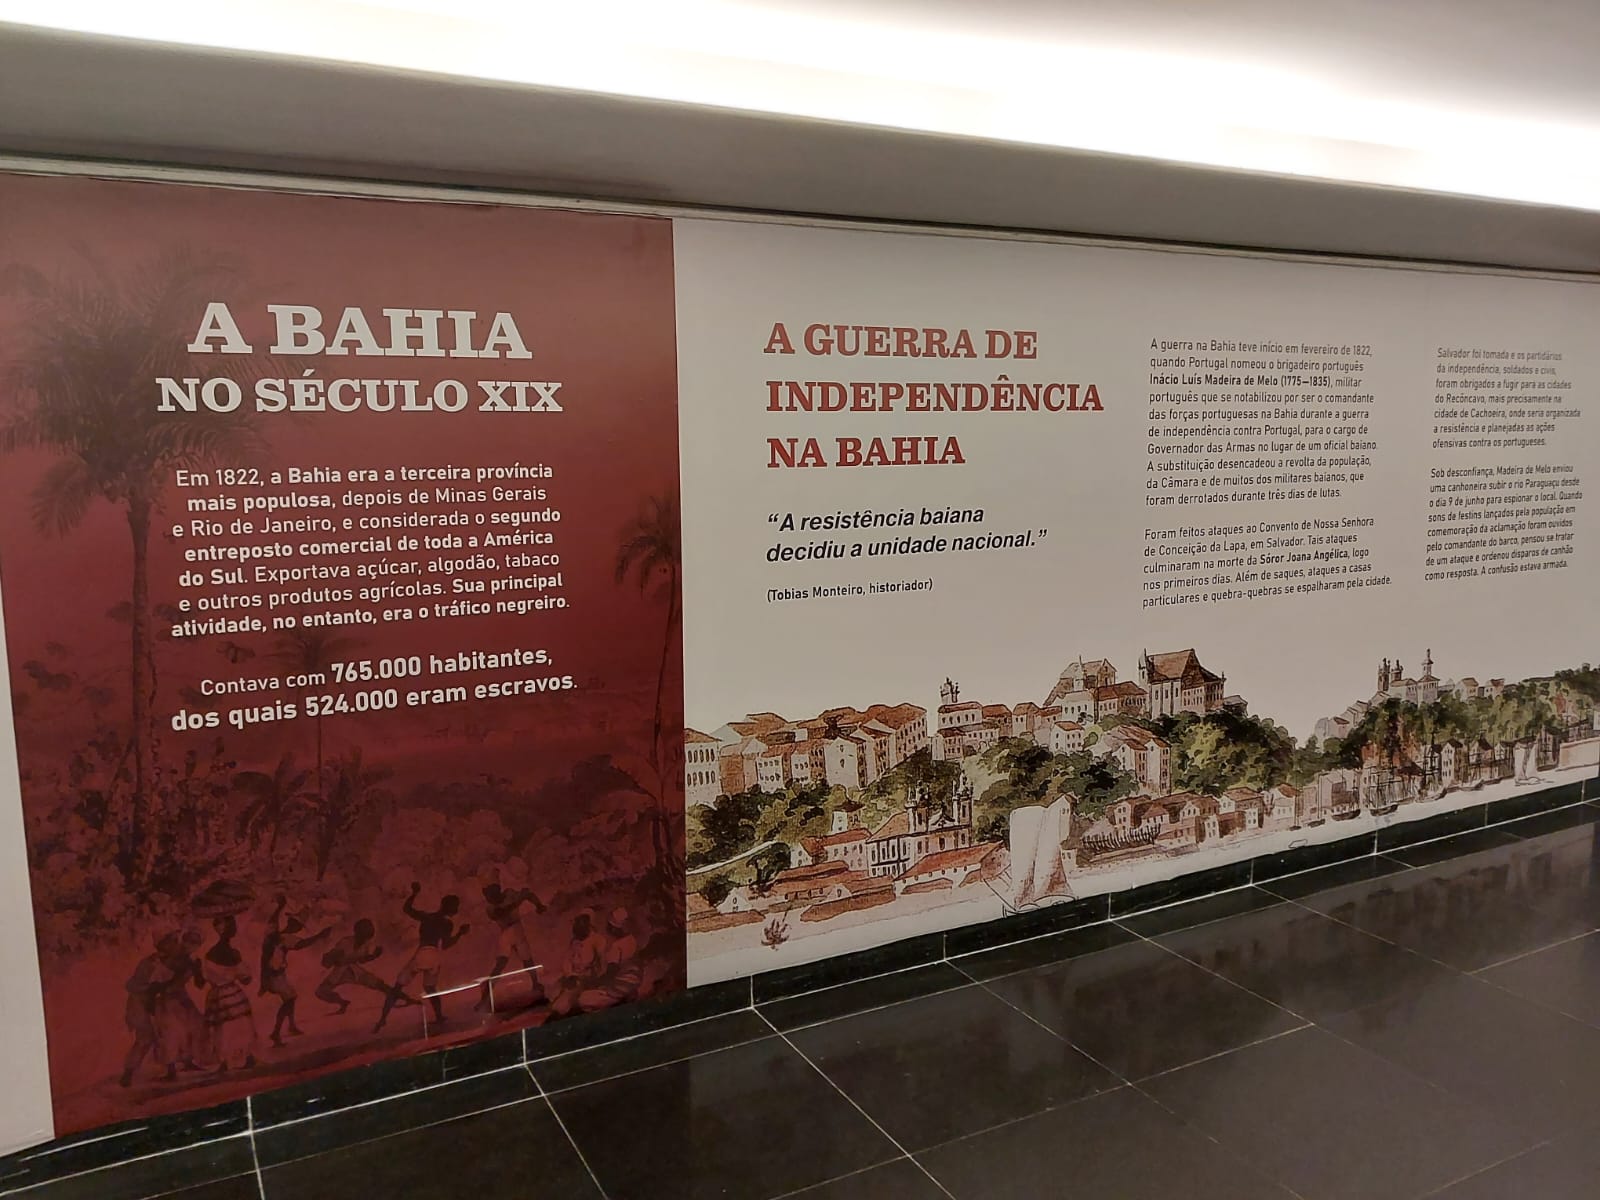 A BAHIA
NO SÉCULO XIX
Em 1822, a Bahia era a terceira província
mais populosa, depois de Minas Gerais
e Rio de Janeiro, e considerada o segundo
entreposto comercial de toda a América
do Sul. Exportava açúcar, algodão, tabaco
e outros produtos agrícolas. Sua principal
atividade, no entanto, era o tráfico negreiro.
Contava com 765.000 habitantes,
dos quais 524.000 eram escravos.
A GUERRA DE
INDEPENDÊNCIA
NA BAHIA
“A resistência baiana
decidiu a unidade nacional.”
(Tobias Monteiro, historiador)
A guerra na Bahia teve início em fevereiro de 1822,
quando Portugal nomeou o brigadeiro português
Inácio Luís Madeira de Melo (1775—1835), militar
português que se notabilizou por ser o comandante
das forças portuguesas na Bahia durante a guerra
de independência contra Portugal, para o cargo de
Governador das Armas no lugar de um oficial baiano.
A substituição desencadeou a revolta da população,
da Câmara e de muitos dos militares baianos, que
foram derrotados durante três dias de lutas.
Foram feitos ataques ao Convento de Nossa Senhora
de Conceição da Lapa, em Salvador. Tais ataques
culminaram na morte da Sóror Joana Angélica, logo
nos primeiros dias. Além de saques, ataques a casas
particulares e quebra-quebras se espalharam pela cidade.
Salvador foi tomada e os partidários
da independência, soldados e civis,
foram obrigados a fugir para as cidades
do Recôncavo, mais precisamente na
cidade de Cachoeira, onde seria organizada
a resistência e planejadas as ações
ofensivas contra os portugueses.
Sob desconfiança, Madeira de Melo enviou
uma canhoneira subir o rio Paraguaçu desde
o dia 9 de junho para espionar o local. Quando
sons de festins lançados pela população em
comemoração da aclamação foram ouvidos
pelo comandante do barco, pensou se tratar
de um ataque e ordenou disparos de canhão
como resposta. A confusão estava armada.